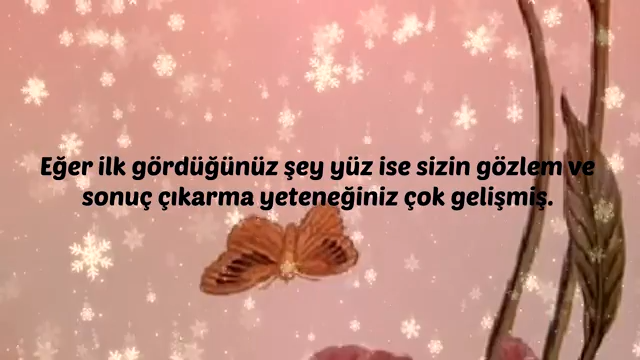 Eğer ilk gördüğünüz şey yüz ise sizin gözlem ve
sonuç çıkarma yeteneğiniz çok gelişmiş.